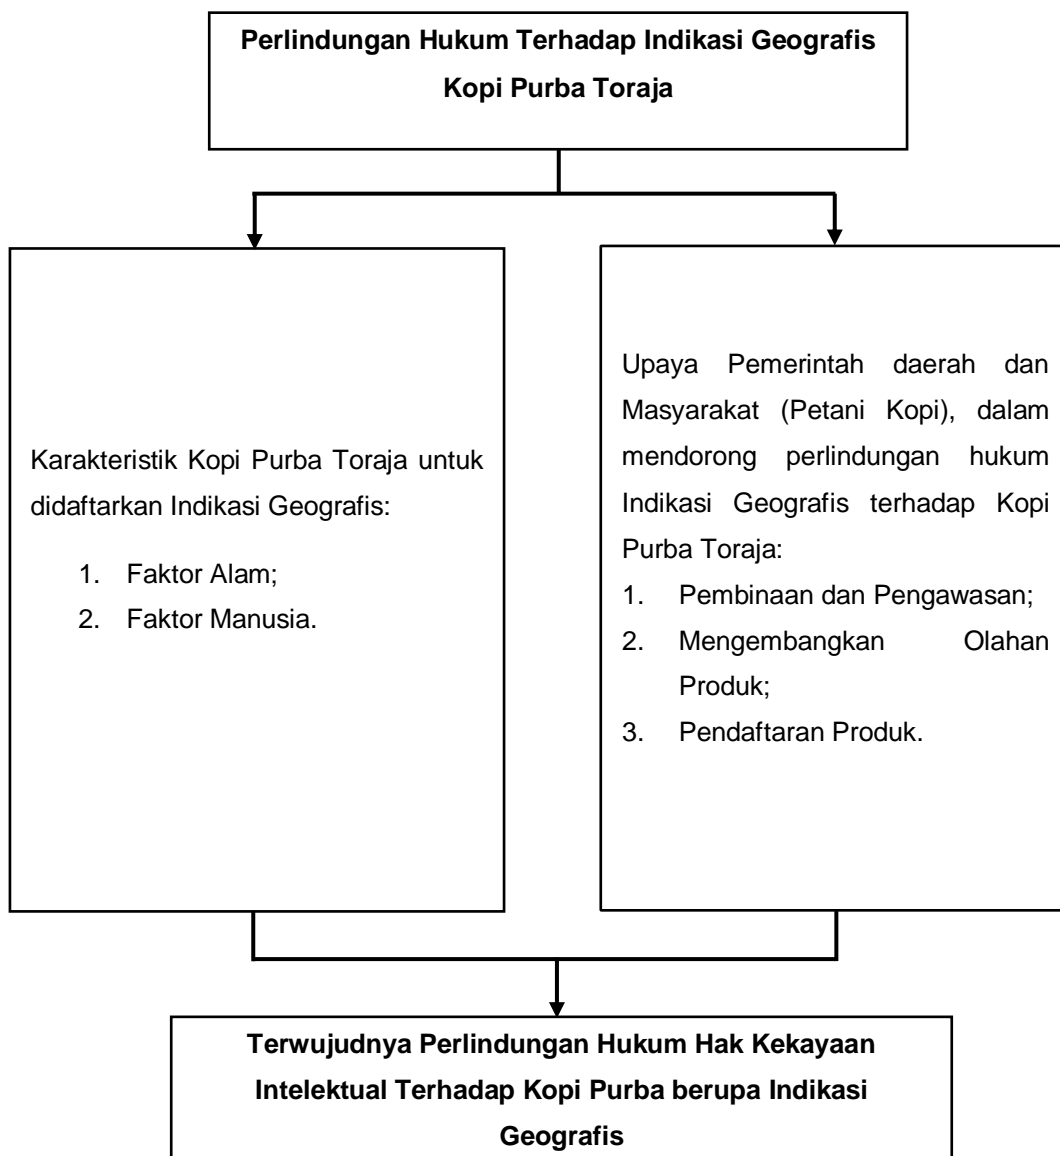 Perlindungan Hukum Terhadap Indikasi Geografis
Kopi Purba Toraja
Karakteristik Kopi Purba Toraja untuk
didaftarkan Indikasi Geografis:
1. Faktor Alam;
2. Faktor Manusia.
Upaya Pemerintah daerah dan
Masyarakat (Petani Kopi), dalam
mendorong perlindungan hukum
Indikasi Geografis terhadap Kopi
Purba Toraja:
1. Pembinaan dan Pengawasan;
2. Mengembangkan Olahan
Produk;
3. Pendaftaran Produk.
Terwujudnya Perlindungan Hukum Hak Kekayaan
Intelektual Terhadap Kopi Purba berupa Indikasi
Geografis